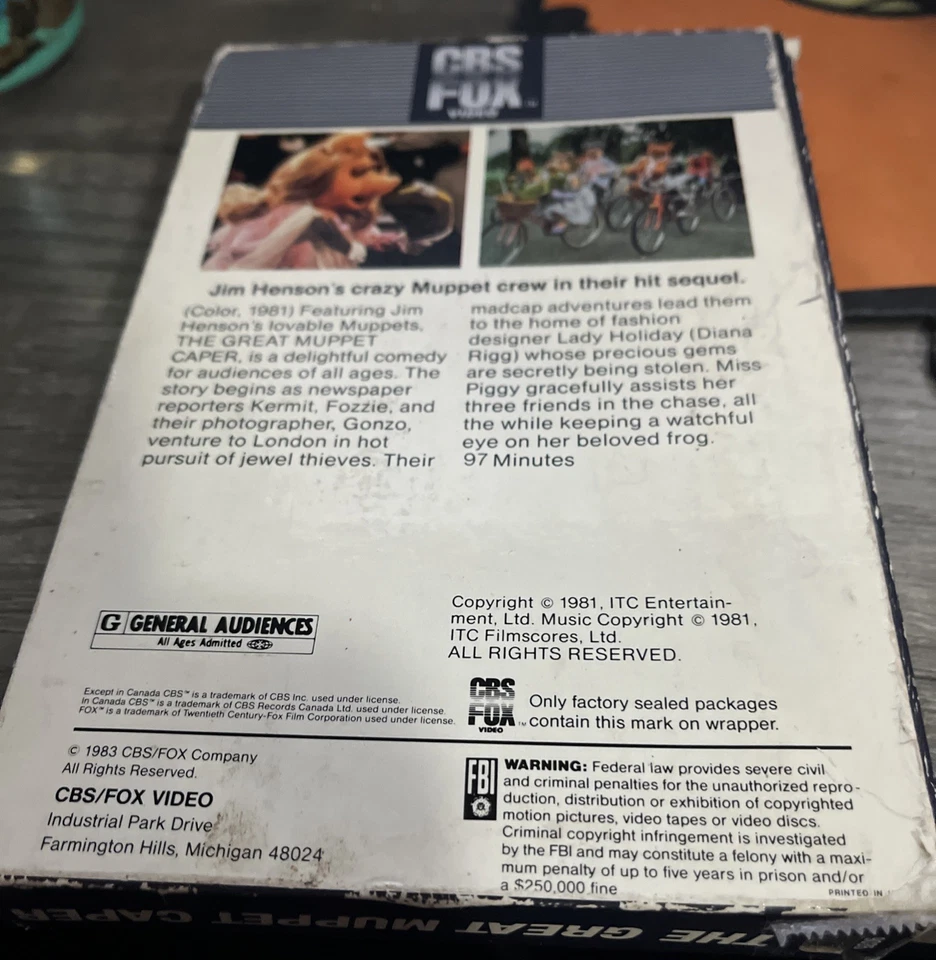 CBS
FOX
VIDEO
Jim Henson's crazy Muppet crew in their hit sequel.
(Color, 1981) Featuring Jim
Henson's lovable Muppets,
THE GREAT MUPPET
CAPER, is a delightful comedy
for audiences of all ages. The
story begins as newspaper
reporters Kermit, Fozzie, and
their photographer, Gonzo,
venture to London in hot
pursuit of jewel thieves. Their
madcap adventures lead them
to the home of fashion
designer Lady Holiday (Diana
Rigg) whose precious gems
are secretly being stolen. Miss
Piggy gracefully assists her
three friends in the chase, all
the while keeping a watchful
eye on her beloved frog.
97 Minutes
G GENERAL AUDIENCES
All Ages Admitted
Copyright © 1981, ITC Entertain-
ment, Ltd. Music Copyright © 1981,
ITC Filmscores, Ltd.
ALL RIGHTS RESERVED.
Except in Canada CBS™ is a trademark of CBS Inc. used under license.
In Canada CBS™ is a trademark of CBS Records Canada Ltd. used under license.
FOX™ is a trademark of Twentieth Century-Fox Film Corporation used under license.
CBS
FOX™
VIDEO
Only factory sealed packages
contain this mark on wrapper.
© 1983 CBS/FOX Company
All Rights Reserved.
CBS/FOX VIDEO
Industrial Park Drive
Farmington Hills, Michigan 48024
FBI
WARNING: Federal law provides severe civil
and criminal penalties for the unauthorized repro-
duction, distribution or exhibition of copyrighted
motion pictures, video tapes or video discs.
Criminal copyright infringement is investigated
by the FBI and may constitute a felony with a maxi-
mum penalty of up to five years in prison and/or
a $250,000 fine
PRINTED IN
THE GREAT MUPPET CAPER